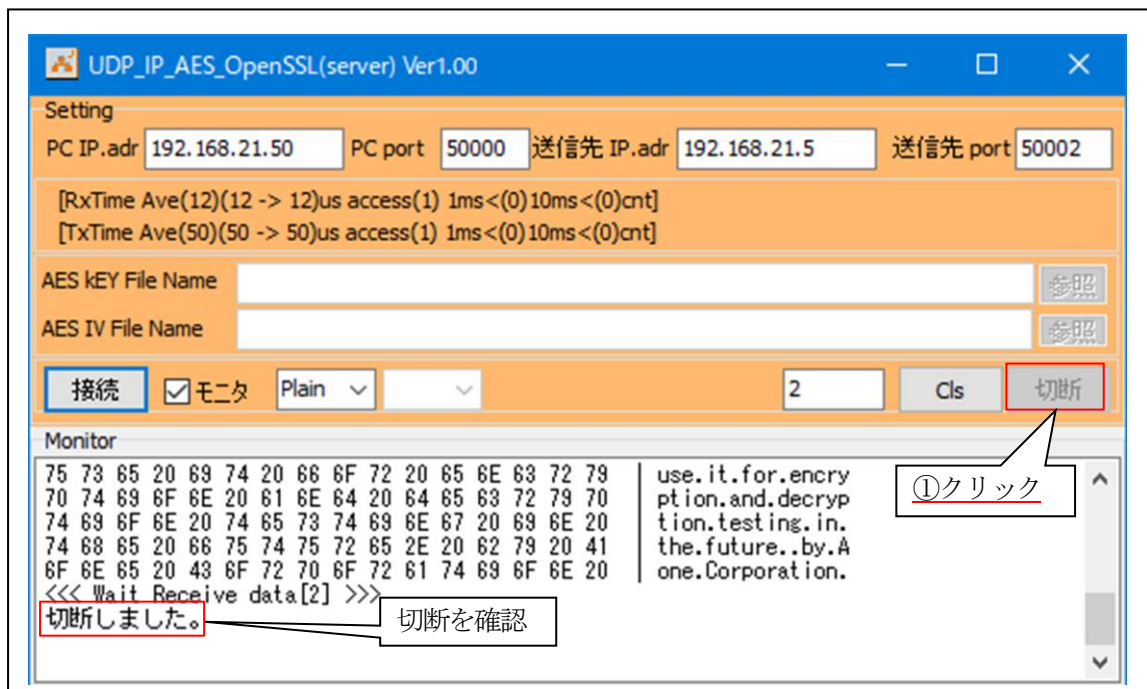 UDP_IP_AES_OpenSSL(server) Ver1.00
Setting
PC IP.adr 192.168.21.50 PC port 50000 送信先 IP.adr 192.168.21.5 送信先 port 50002
[RxTime Ave(12)(12 -> 12)us access(1) 1ms<(0)10ms<(0)cnt]
[TxTime Ave(50)(50 -> 50)us access(1) 1ms<(0)10ms<(0)cnt]
AES kEY File Name 参照
AES IV File Name 参照
接続 モニタ Plain 2 Cls 切断
Monitor
75 73 65 20 69 74 20 66 6F 72 20 65 6E 63 72 79 | use.it.for.encry
70 74 69 6F 6E 20 61 6E 64 20 64 65 63 72 79 70 | ption.and.decryp
74 69 6F 6E 20 74 65 73 74 69 6E 67 20 69 6E 20 | tion.testing.in.
74 68 65 20 66 75 74 75 72 65 2E 20 62 79 20 41 | the.future..by.A
6F 6E 65 20 43 6F 72 70 6F 72 61 74 69 6F 6E 20 | one.Corporation.
①クリック
<<< Wait Receive data[2] >>>
切断しました。
切断を確認